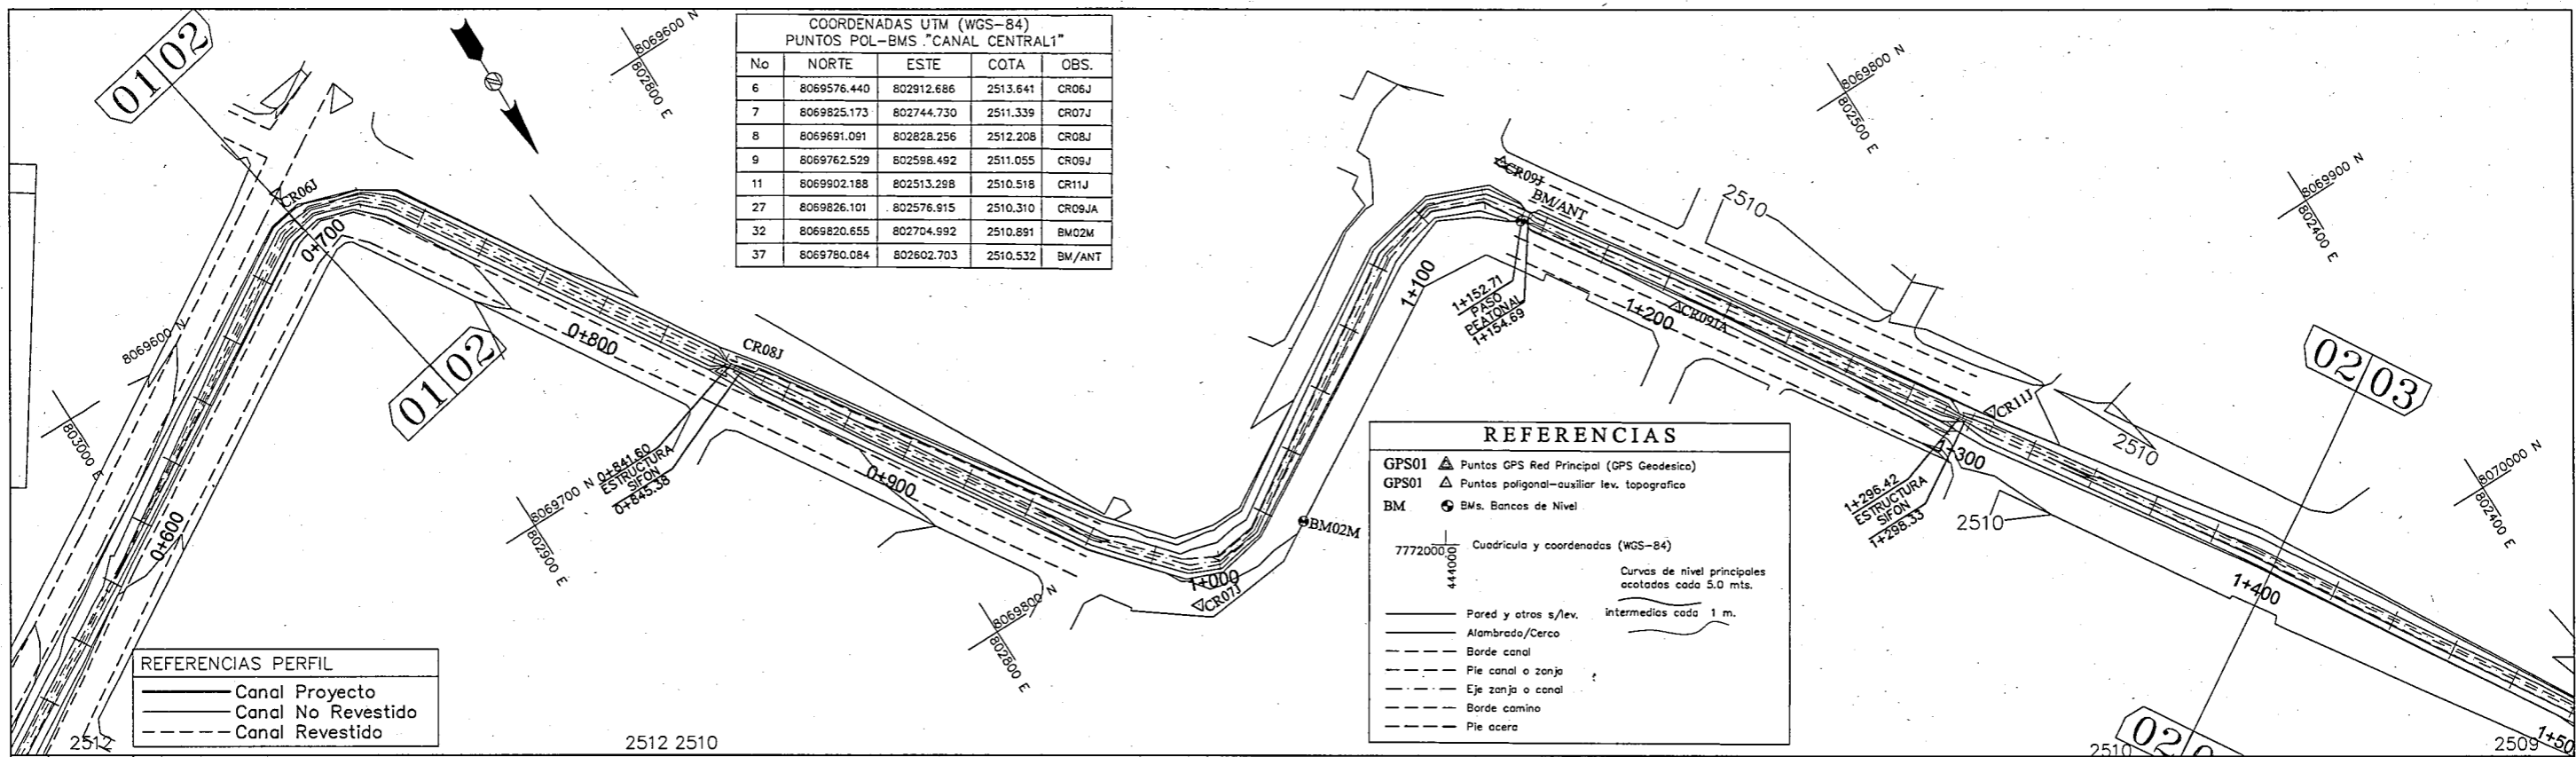 COORDENADAS UTM (WGS-84)
PUNTOS POL-BMS ."CANAL CENTRAL1"
No NORTE ESTE COTA OBS.
6 8069576.440 802912.686 2513.641 CR06J
7 8069825.173 802744.730 2511.339 CR07J
8 8069691.091 802828.256 2512.208 CR08J
9 8069762.529 802598.492 2511.055 CR09J
11 8069902.188 802513.298 2510.518 CR11J
27 8069826.101 802576.915 2510.310 CR09JA
32 8069820.655 802704.992 2510.891 BM02M
37 8069780.084 802602.703 2510.532 BM/ANT
01 02
8069600 N
802800 E
8069800 N
802500 E
8069900 N
802400 E
CR06J
0+700
CR09J
BM/ANT
2510
1+100
1+152.71
PASO
PEATONAL
1+154.69
1+200
CR09JA
8069600 N
803000 E
0+800
CR08J
01 02
02 03
CR11J
1+300
2510
0+841.60
ESTRUCTURA
SIFON
0+845.38
8069700 N
802900 E
0+900
1+296.42
ESTRUCTURA
SIFON
1+298.33
2510
8070000 N
802400 E
0+600
BM02M
1+000
CR07J
8069800 N
802800 E
1+400
REFERENCIAS
GPS01 Puntos GPS Red Principal (GPS Geodesico)
GPS01 Puntos poligonal-auxiliar lev. topografico
BM BMs. Bancos de Nivel
7772000
444000
Cuadricula y coordenadas (WGS-84)
Curvas de nivel principales
acotados cada 5.0 mts.
intermedias cada 1 m.
Pared y otros s/lev.
Alambrado/Cerco
Borde canal
Pie canal o zanja
Eje zanja o canal
Borde camino
Pie acera
REFERENCIAS PERFIL
Canal Proyecto
Canal No Revestido
Canal Revestido
2512
2512 2510
2510
02
2509
1+50